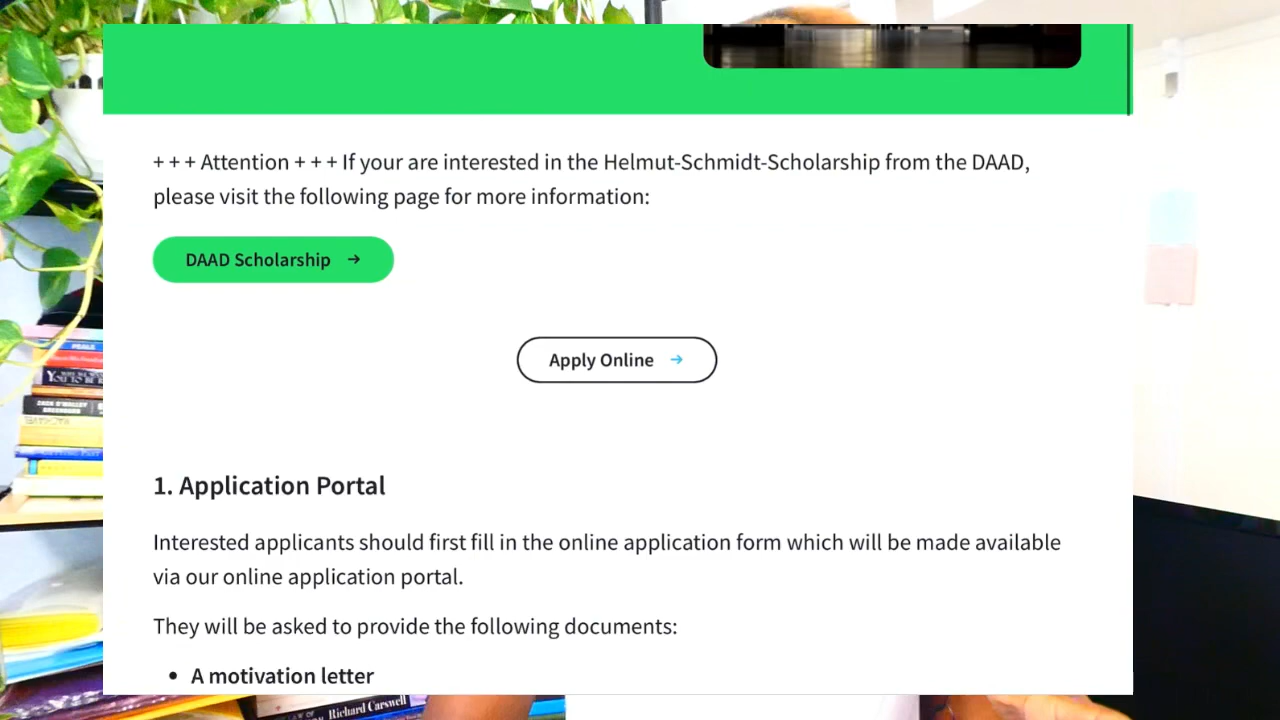 + + + Attention + + + If your are interested in the Helmut-Schmidt-Scholarship from the DAAD,
please visit the following page for more information:
DAAD Scholarship →
Apply Online →
1. Application Portal
Interested applicants should first fill in the online application form which will be made available
via our online application portal.
They will be asked to provide the following documents:
• A motivation letter
YOU TO BE R
Richard Carswell